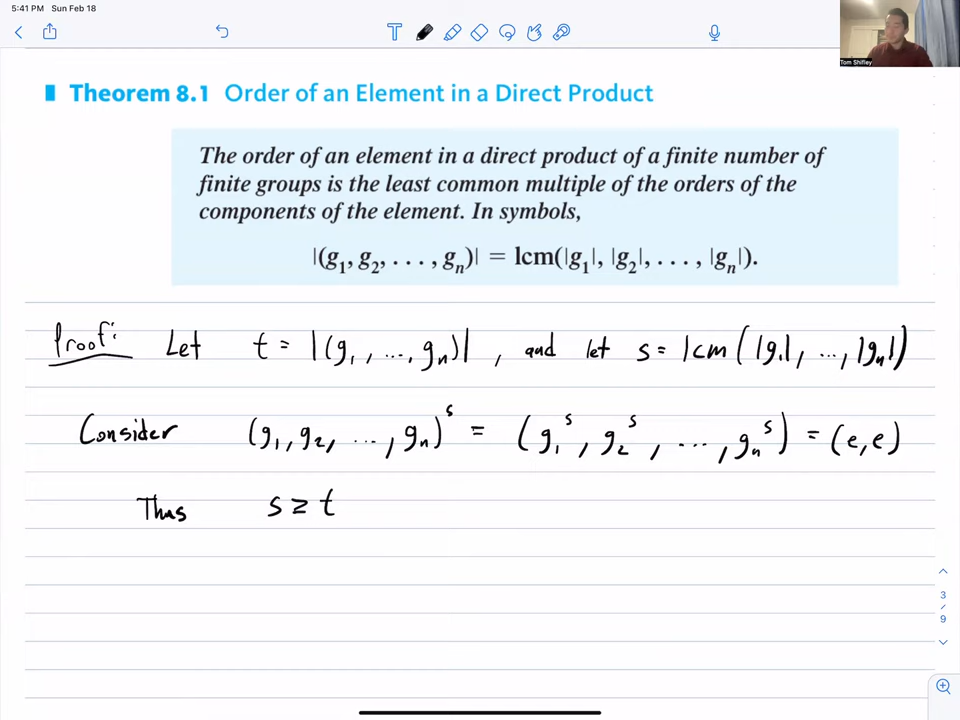 5:41 PM Sun Feb 18
Tom Shifley
Theorem 8.1 Order of an Element in a Direct Product
The order of an element in a direct product of a finite number of
finite groups is the least common multiple of the orders of the
components of the element. In symbols,
|(g₁, g₂, . . . , gₙ)| = lcm(|g₁|, |g₂|, . . . , |gₙ|).
Proof: Let t = |(g₁, ..., gₙ)| , and let s = lcm(|g₁|, ..., |gₙ|)
Consider (g₁, g₂, ..., gₙ)ˢ = (g₁ˢ, g₂ˢ, ..., gₙˢ) = (e,e)
Thus s ≥ t
3
/
9